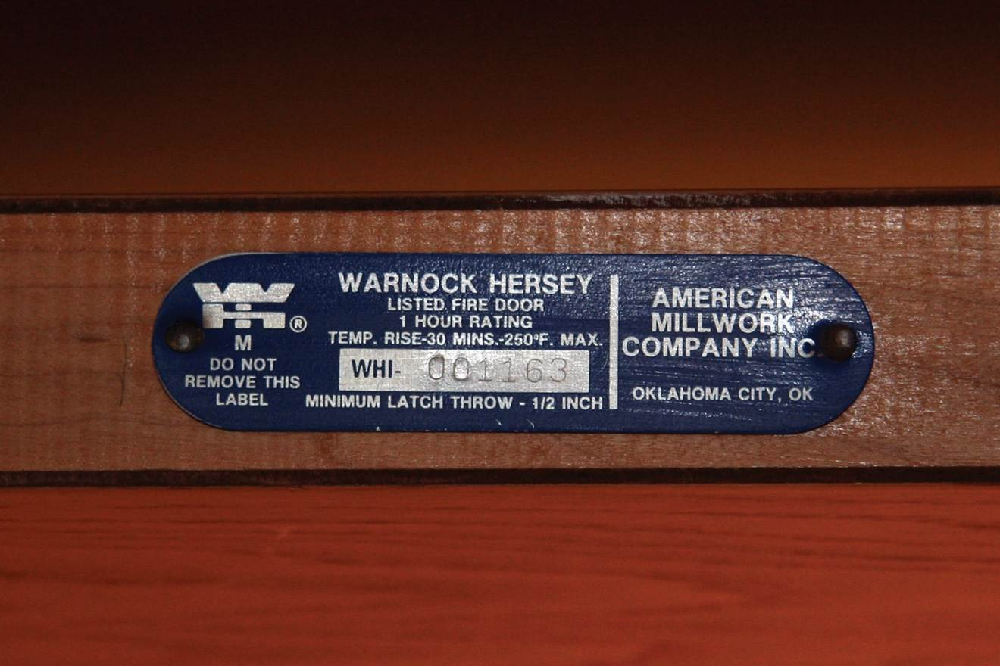 WH®
M
DO NOT
REMOVE THIS
LABEL
WARNOCK HERSEY
LISTED FIRE DOOR
1 HOUR RATING
TEMP. RISE-30 MINS.-250°F. MAX.
WHI- 001163
MINIMUM LATCH THROW - 1/2 INCH
AMERICAN
MILLWORK
COMPANY INC.
OKLAHOMA CITY, OK